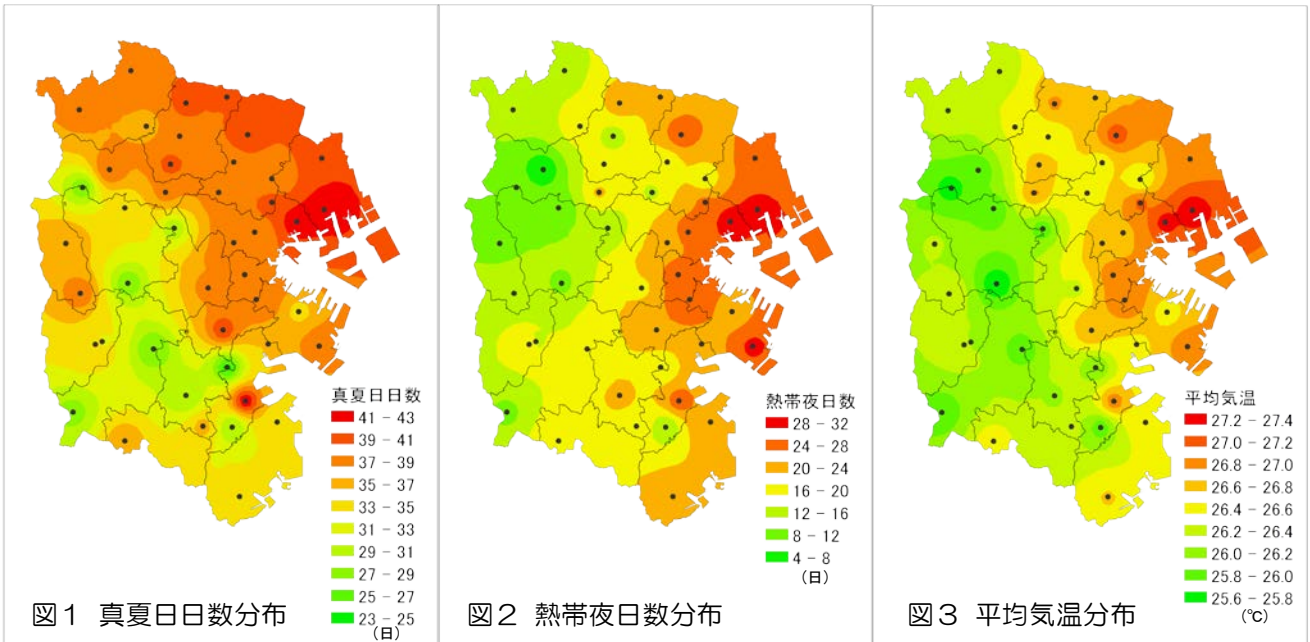 真夏日日数
41 − 43
39 − 41
37 − 39
35 − 37
33 − 35
31 − 33
29 − 31
27 − 29
25 − 27
23 − 25
(日)
図1 真夏日日数分布
熱帯夜日数
28 − 32
24 − 28
20 − 24
16 − 20
12 − 16
8 − 12
4 − 8
(日)
図2 熱帯夜日数分布
平均気温
27.2 − 27.4
27.0 − 27.2
26.8 − 27.0
26.6 − 26.8
26.4 − 26.6
26.2 − 26.4
26.0 − 26.2
25.8 − 26.0
25.6 − 25.8
(℃)
図3 平均気温分布